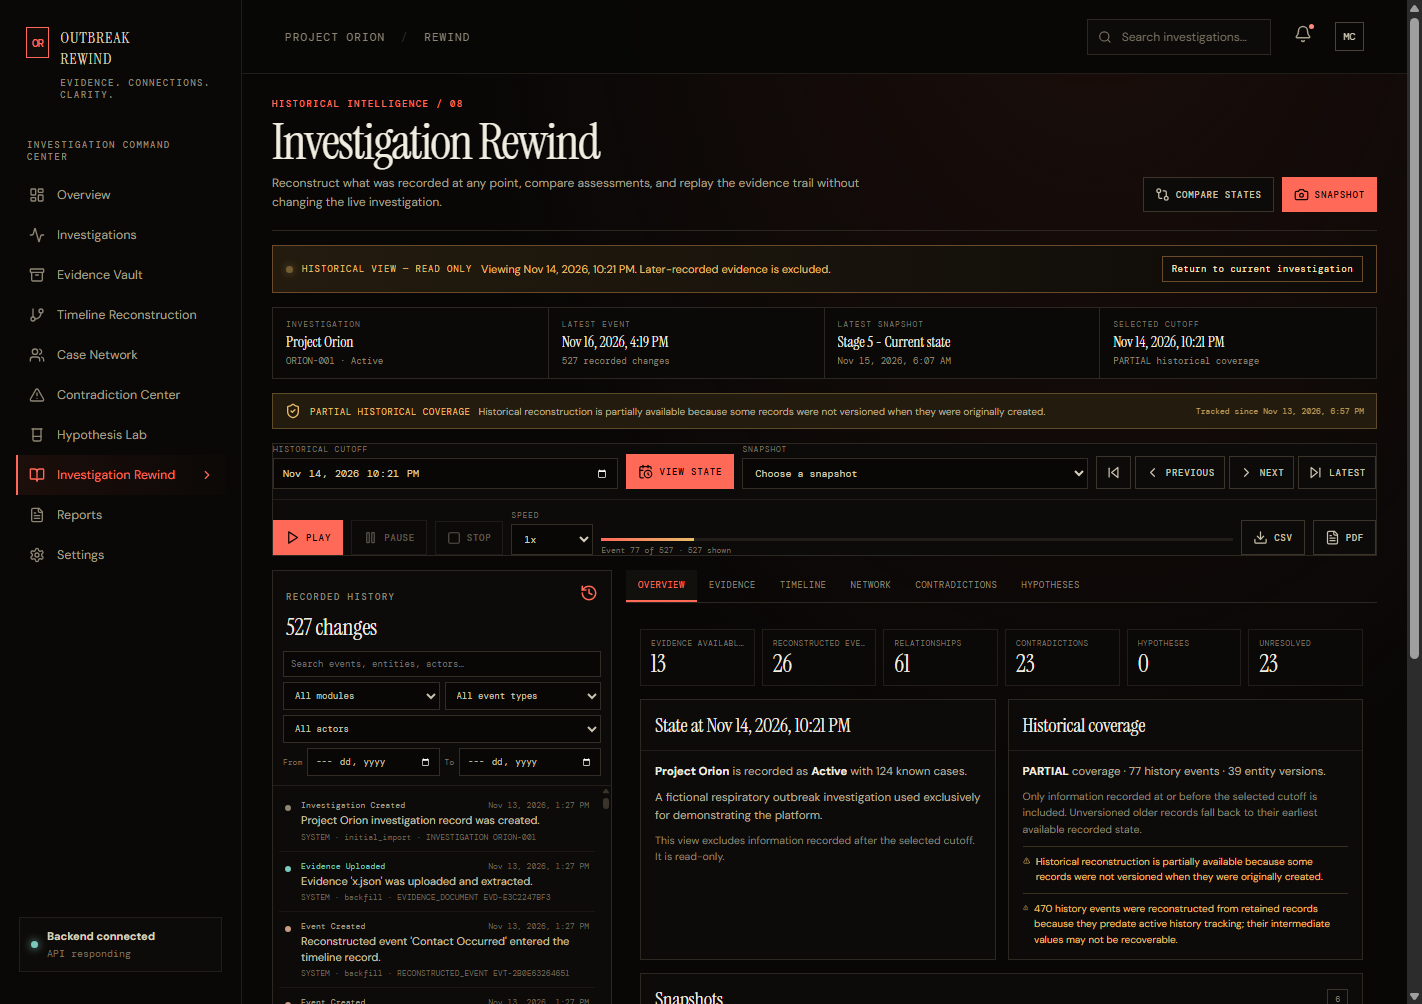 OR
OUTBREAK
REWIND
EVIDENCE. CONNECTIONS.
CLARITY.
INVESTIGATION COMMAND
CENTER
Overview
Investigations
Evidence Vault
Timeline Reconstruction
Case Network
Contradiction Center
Hypothesis Lab
Investigation Rewind
Reports
Settings
Backend connected
API responding
PROJECT ORION / REWIND
Search investigations...
MC
HISTORICAL INTELLIGENCE / 08
Investigation Rewind
Reconstruct what was recorded at any point, compare assessments, and replay the evidence trail without
changing the live investigation.
COMPARE STATES
SNAPSHOT
HISTORICAL VIEW — READ ONLY Viewing Nov 14, 2026, 10:21 PM. Later-recorded evidence is excluded.
Return to current investigation
INVESTIGATION
Project Orion
ORION-001 · Active
LATEST EVENT
Nov 16, 2026, 4:19 PM
527 recorded changes
LATEST SNAPSHOT
Stage 5 - Current state
Nov 15, 2026, 6:07 AM
SELECTED CUTOFF
Nov 14, 2026, 10:21 PM
PARTIAL historical coverage
PARTIAL HISTORICAL COVERAGE Historical reconstruction is partially available because some records were not versioned when they were originally created.
Tracked since Nov 13, 2026, 6:57 PM
HISTORICAL CUTOFF
Nov 14, 2026 10:21 PM
VIEW STATE
SNAPSHOT
Choose a snapshot
PREVIOUS
NEXT
LATEST
PLAY
PAUSE
STOP
SPEED
1x
Event 77 of 527 · 527 shown
CSV
PDF
RECORDED HISTORY
527 changes
Search events, entities, actors...
All modules
All event types
All actors
From --- dd, yyyy To --- dd, yyyy
Investigation Created Nov 13, 2026, 1:27 PM
Project Orion investigation record was created.
SYSTEM · initial_import · INVESTIGATION ORION-001
Evidence Uploaded Nov 13, 2026, 1:27 PM
Evidence 'x.json' was uploaded and extracted.
SYSTEM · backfill · EVIDENCE_DOCUMENT EVD-E3C2247BF3
Event Created Nov 13, 2026, 1:27 PM
Reconstructed event 'Contact Occurred' entered the
timeline record.
SYSTEM · backfill · RECONSTRUCTED_EVENT EVT-2B0E63264651
Event Created Nov 13, 2026, 1:27 PM
OVERVIEW
EVIDENCE
TIMELINE
NETWORK
CONTRADICTIONS
HYPOTHESES
EVIDENCE AVAILABL…
13
RECONSTRUCTED EVE…
26
RELATIONSHIPS
61
CONTRADICTIONS
23
HYPOTHESES
0
UNRESOLVED
23
State at Nov 14, 2026, 10:21 PM
Project Orion is recorded as Active with 124 known cases.
A fictional respiratory outbreak investigation used exclusively
for demonstrating the platform.
This view excludes information recorded after the selected cutoff.
It is read-only.
Historical coverage
PARTIAL coverage · 77 history events · 39 entity versions.
Only information recorded at or before the selected cutoff is
included. Unversioned older records fall back to their earliest
available recorded state.
Historical reconstruction is partially available because some
records were not versioned when they were originally created.
470 history events were reconstructed from retained records
because they predate active history tracking; their intermediate
values may not be recoverable.
Snapshots
6